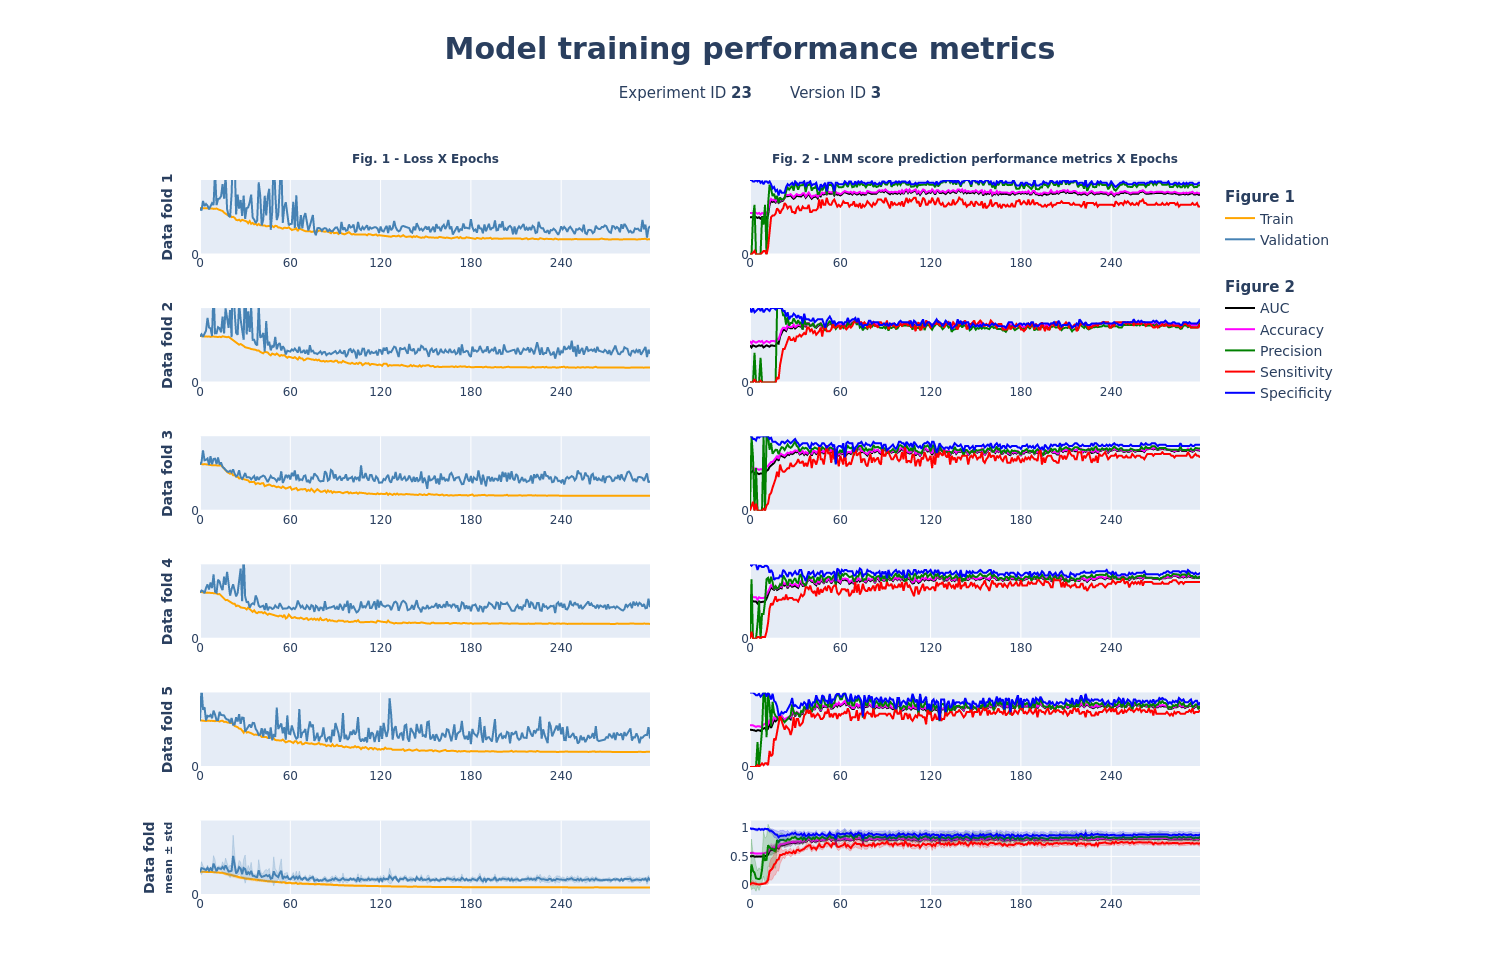 Model training performance metrics
Experiment ID 23 Version ID 3
Fig. 1 - Loss X Epochs
Fig. 2 - LNM score prediction performance metrics X Epochs
Data fold 1
0
0 60 120 180 240
0
0 60 120 180 240
Data fold 2
0
0 60 120 180 240
0
0 60 120 180 240
Data fold 3
0
0 60 120 180 240
0
0 60 120 180 240
Data fold 4
0
0 60 120 180 240
0
0 60 120 180 240
Data fold 5
0
0 60 120 180 240
0
0 60 120 180 240
Data fold
mean ± std
0
0 60 120 180 240
1
0.5
0
0 60 120 180 240
Figure 1
Train
Validation
Figure 2
AUC
Accuracy
Precision
Sensitivity
Specificity